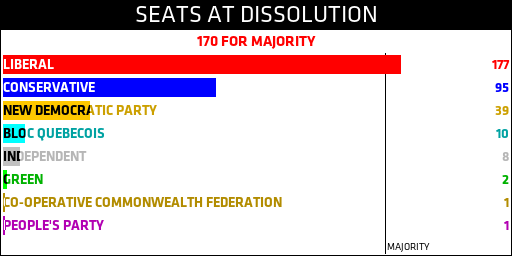 SEATS AT DISSOLUTION
170 FOR MAJORITY
LIBERAL 177
CONSERVATIVE 95
NEW DEMOCRATIC PARTY 39
BLOC QUEBECOIS 10
INDEPENDENT 8
GREEN 2
CO-OPERATIVE COMMONWEALTH FEDERATION 1
PEOPLE'S PARTY 1
MAJORITY